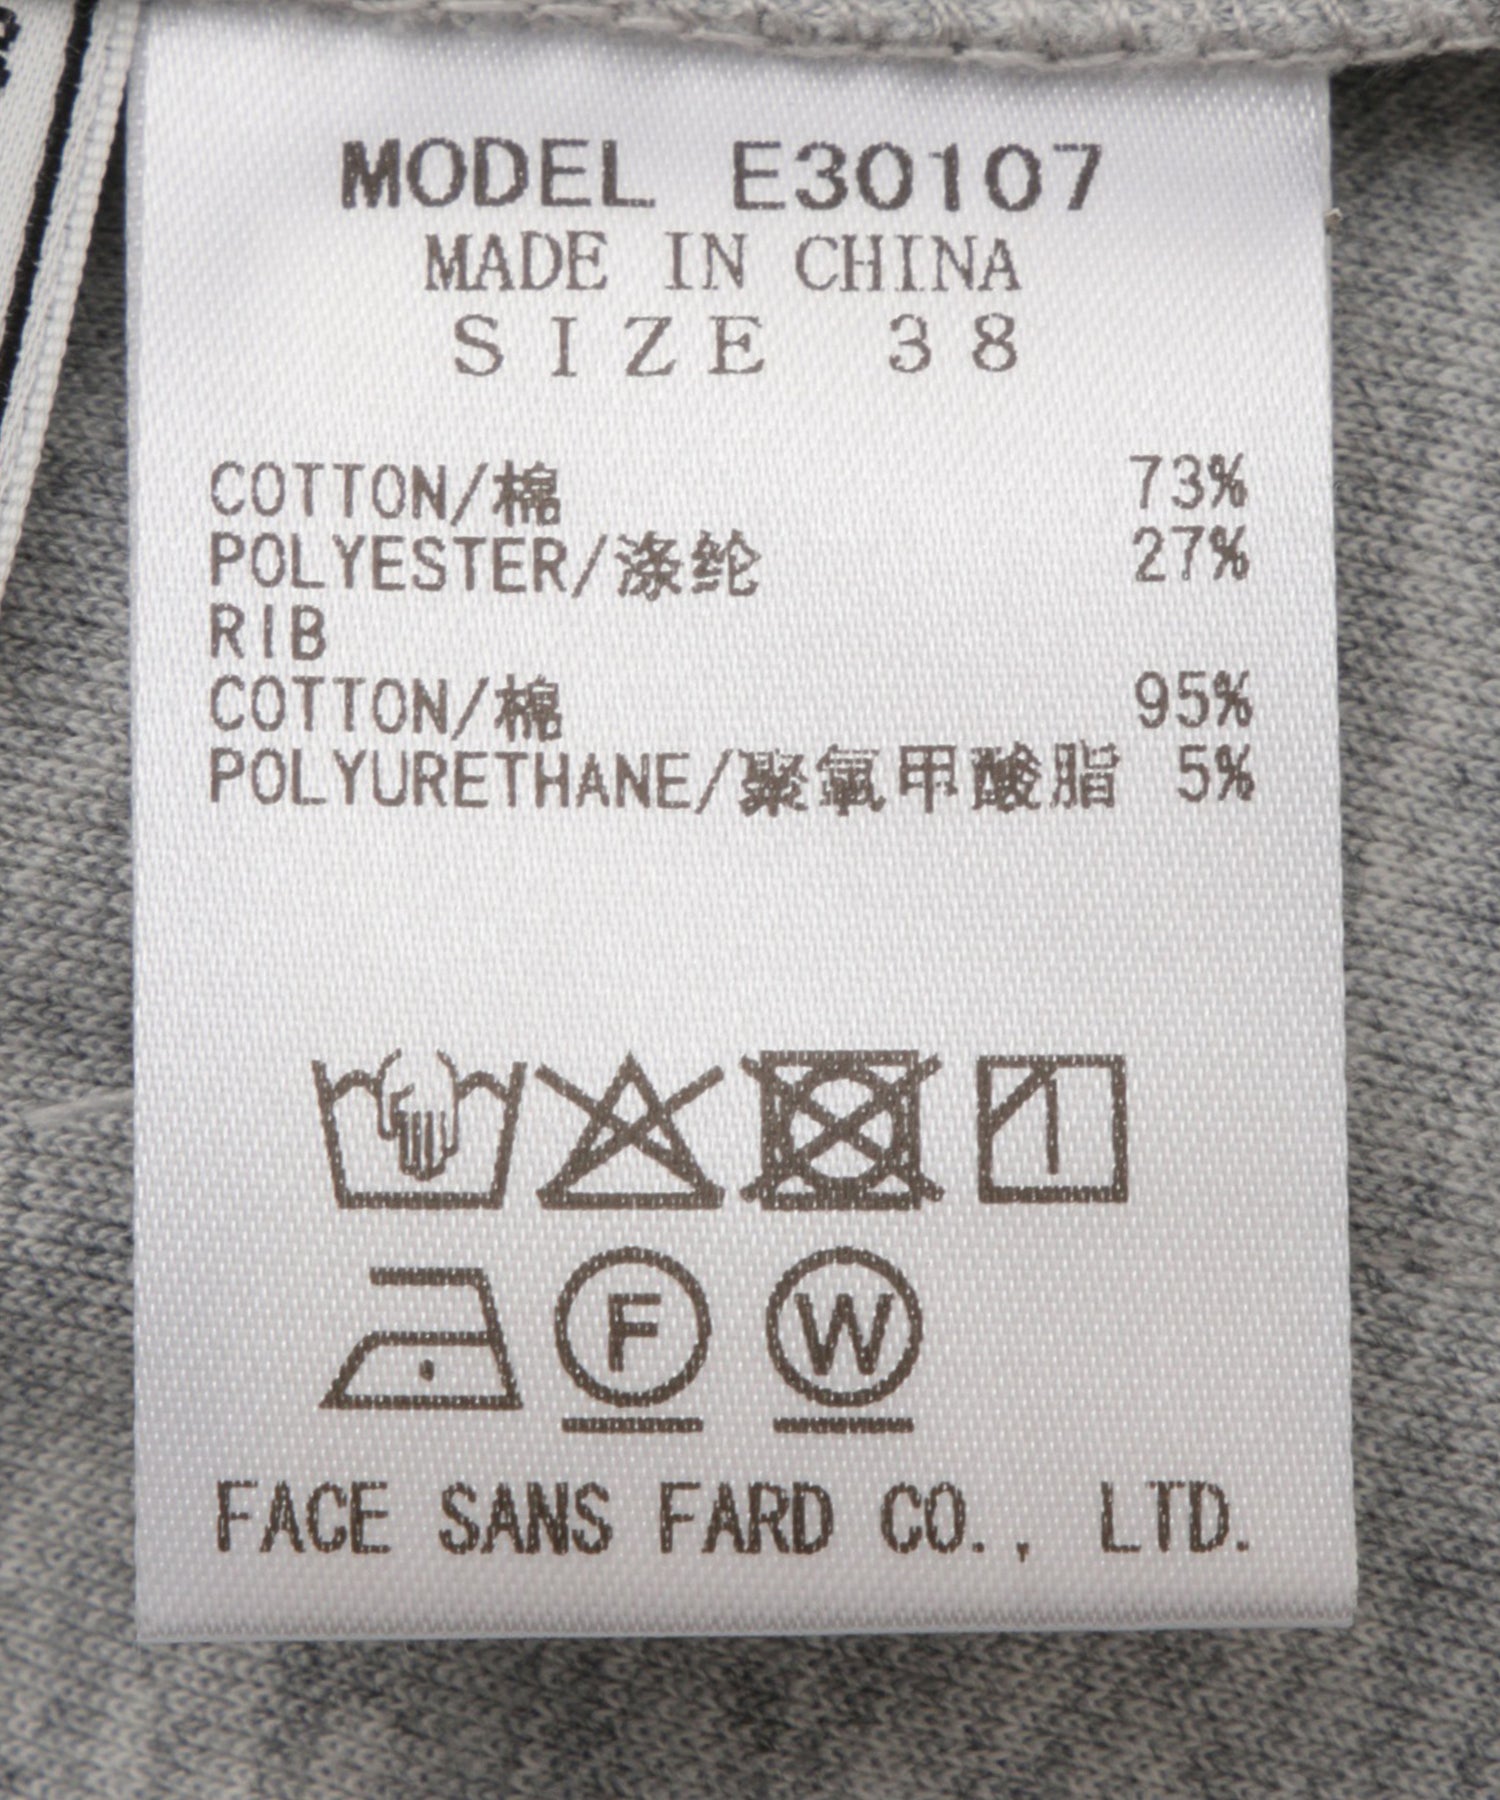 MODEL E30107
MADE IN CHINA
SIZE 38
COTTON/棉 73%
POLYESTER/涤纶 27%
RIB
COTTON/棉 95%
POLYURETHANE/聚氨甲酸脂 5%
F W
FACE SANS FARD CO., LTD.